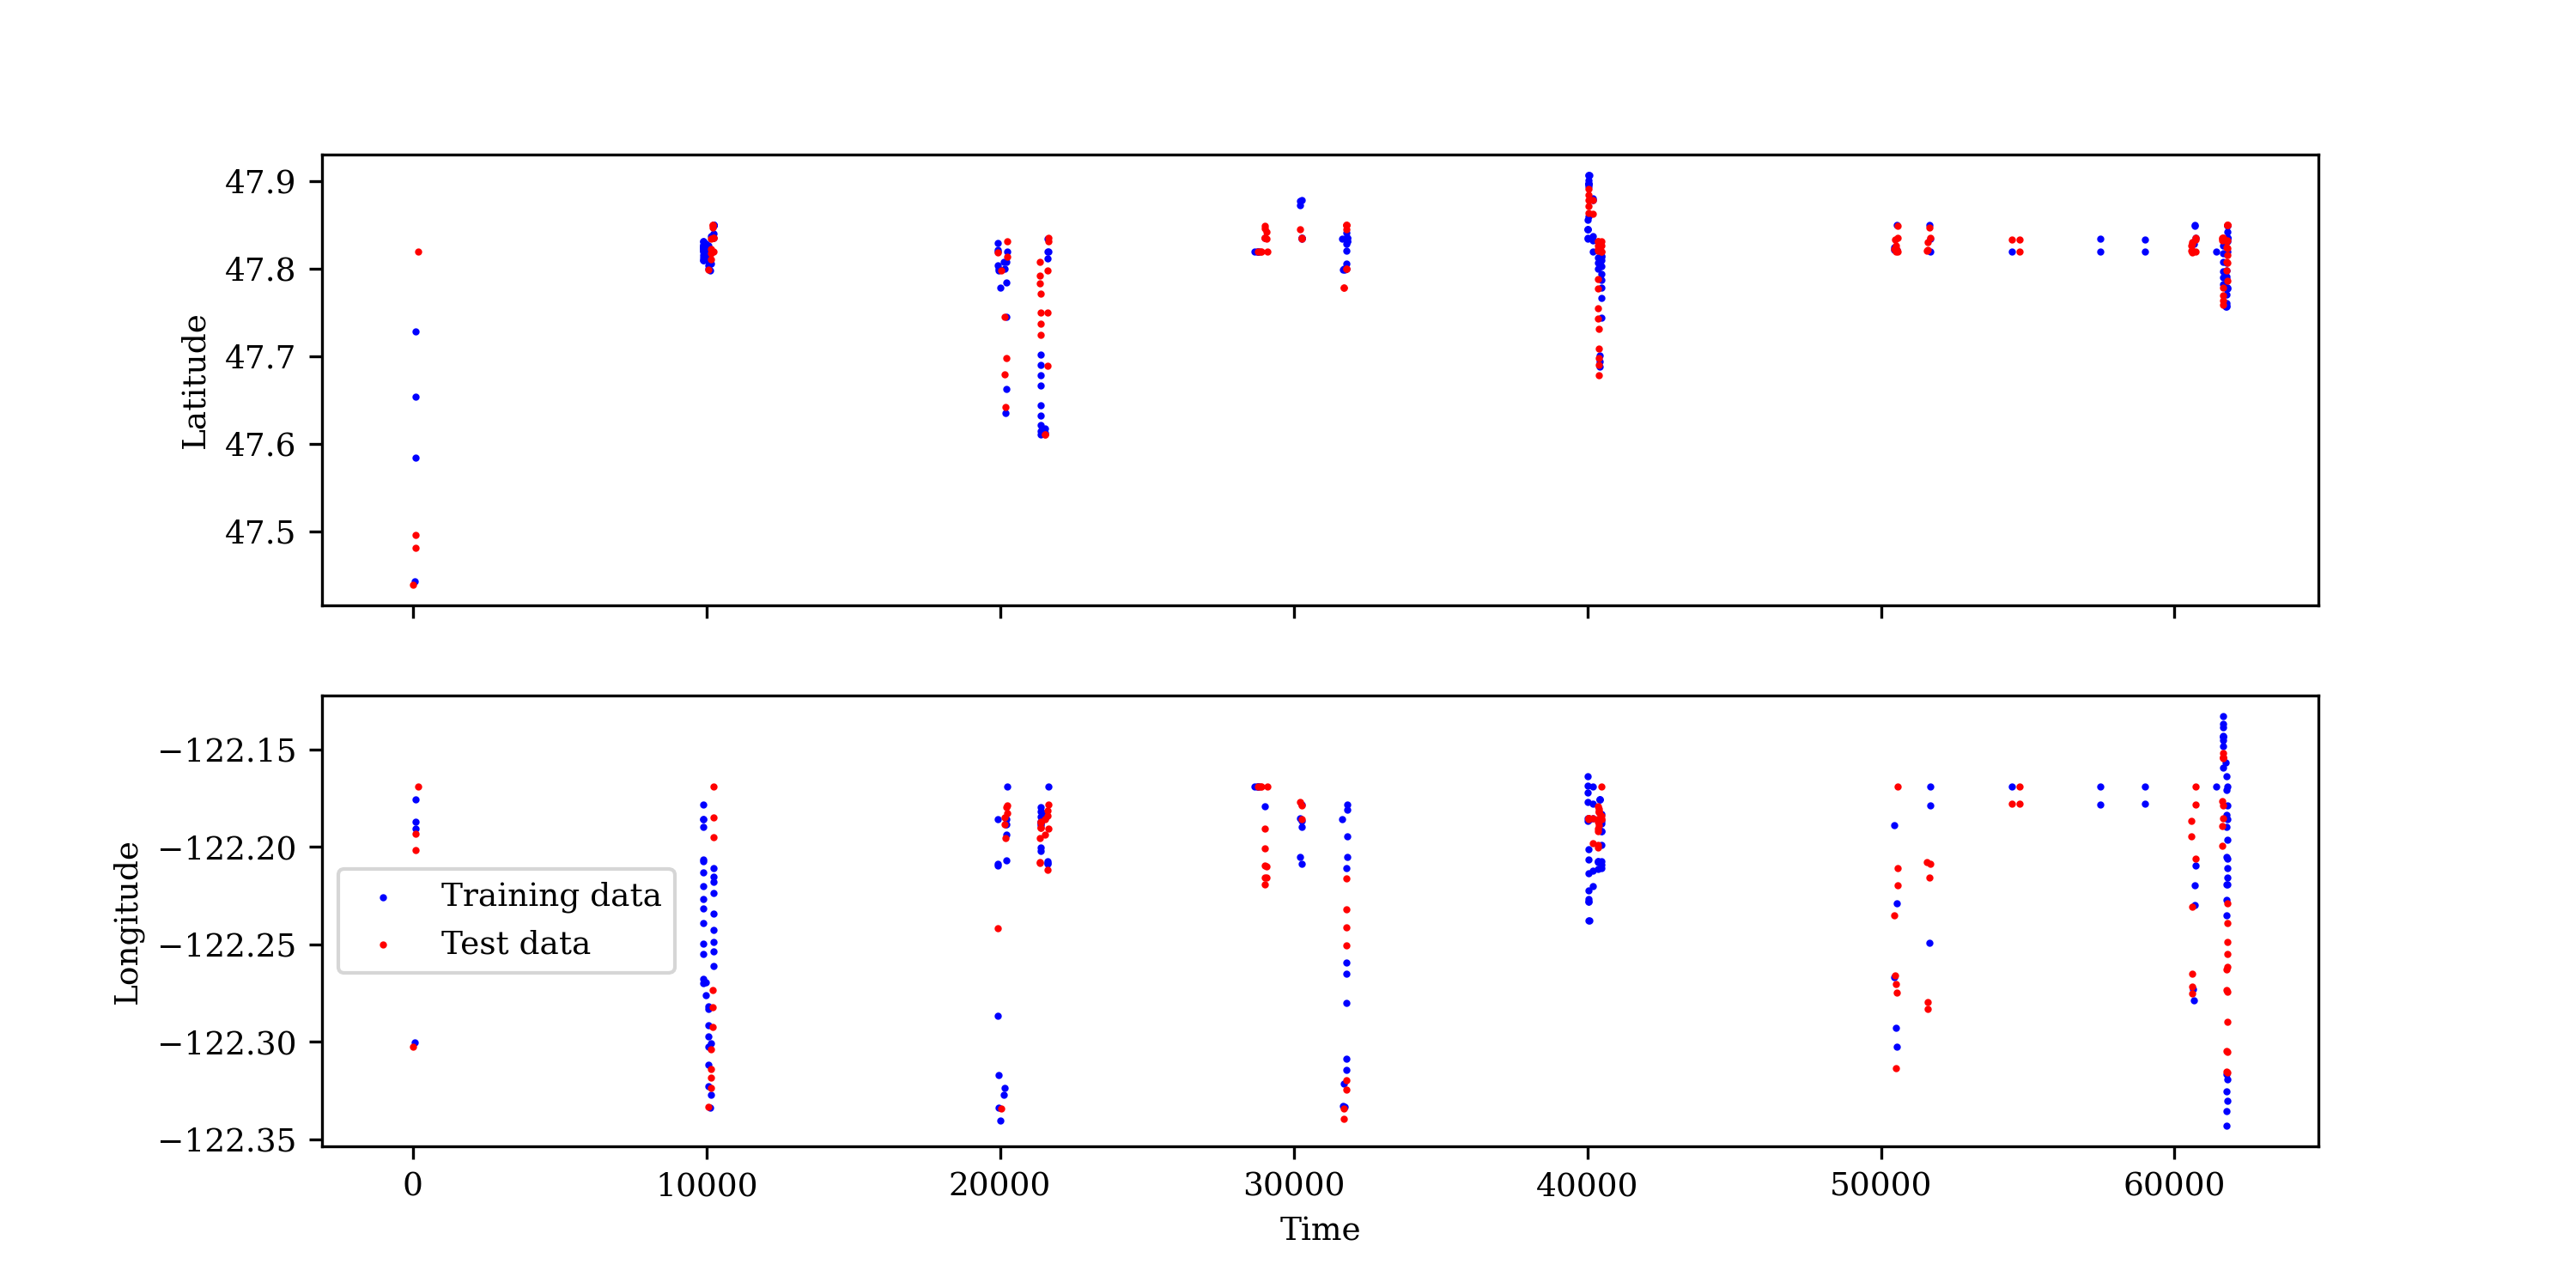 47.9
47.8
47.7
47.6
47.5
Latitude
−122.15
−122.20
−122.25
−122.30
−122.35
Longitude
Training data
Test data
0 10000 20000 30000 40000 50000 60000
Time